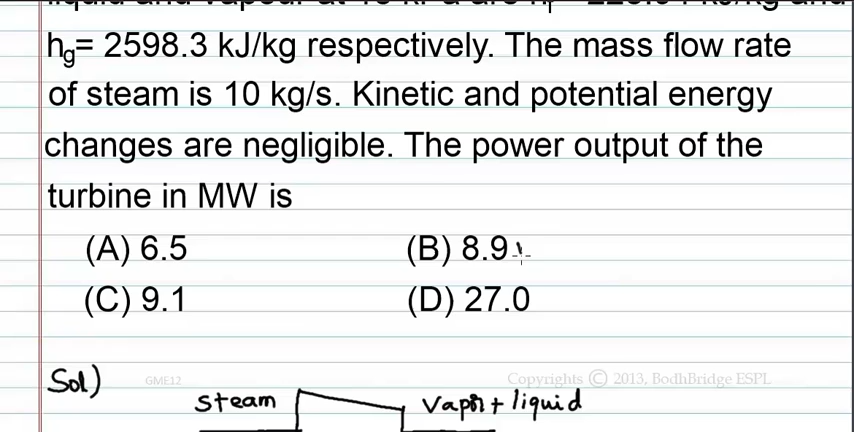 hg= 2598.3 kJ/kg respectively. The mass flow rate
of steam is 10 kg/s. Kinetic and potential energy
changes are negligible. The power output of the
turbine in MW is
(A) 6.5 (B) 8.9
(C) 9.1 (D) 27.0
Sol) GME12 Copyrights © 2013, BodhBridge ESPL
steam vapor + liquid